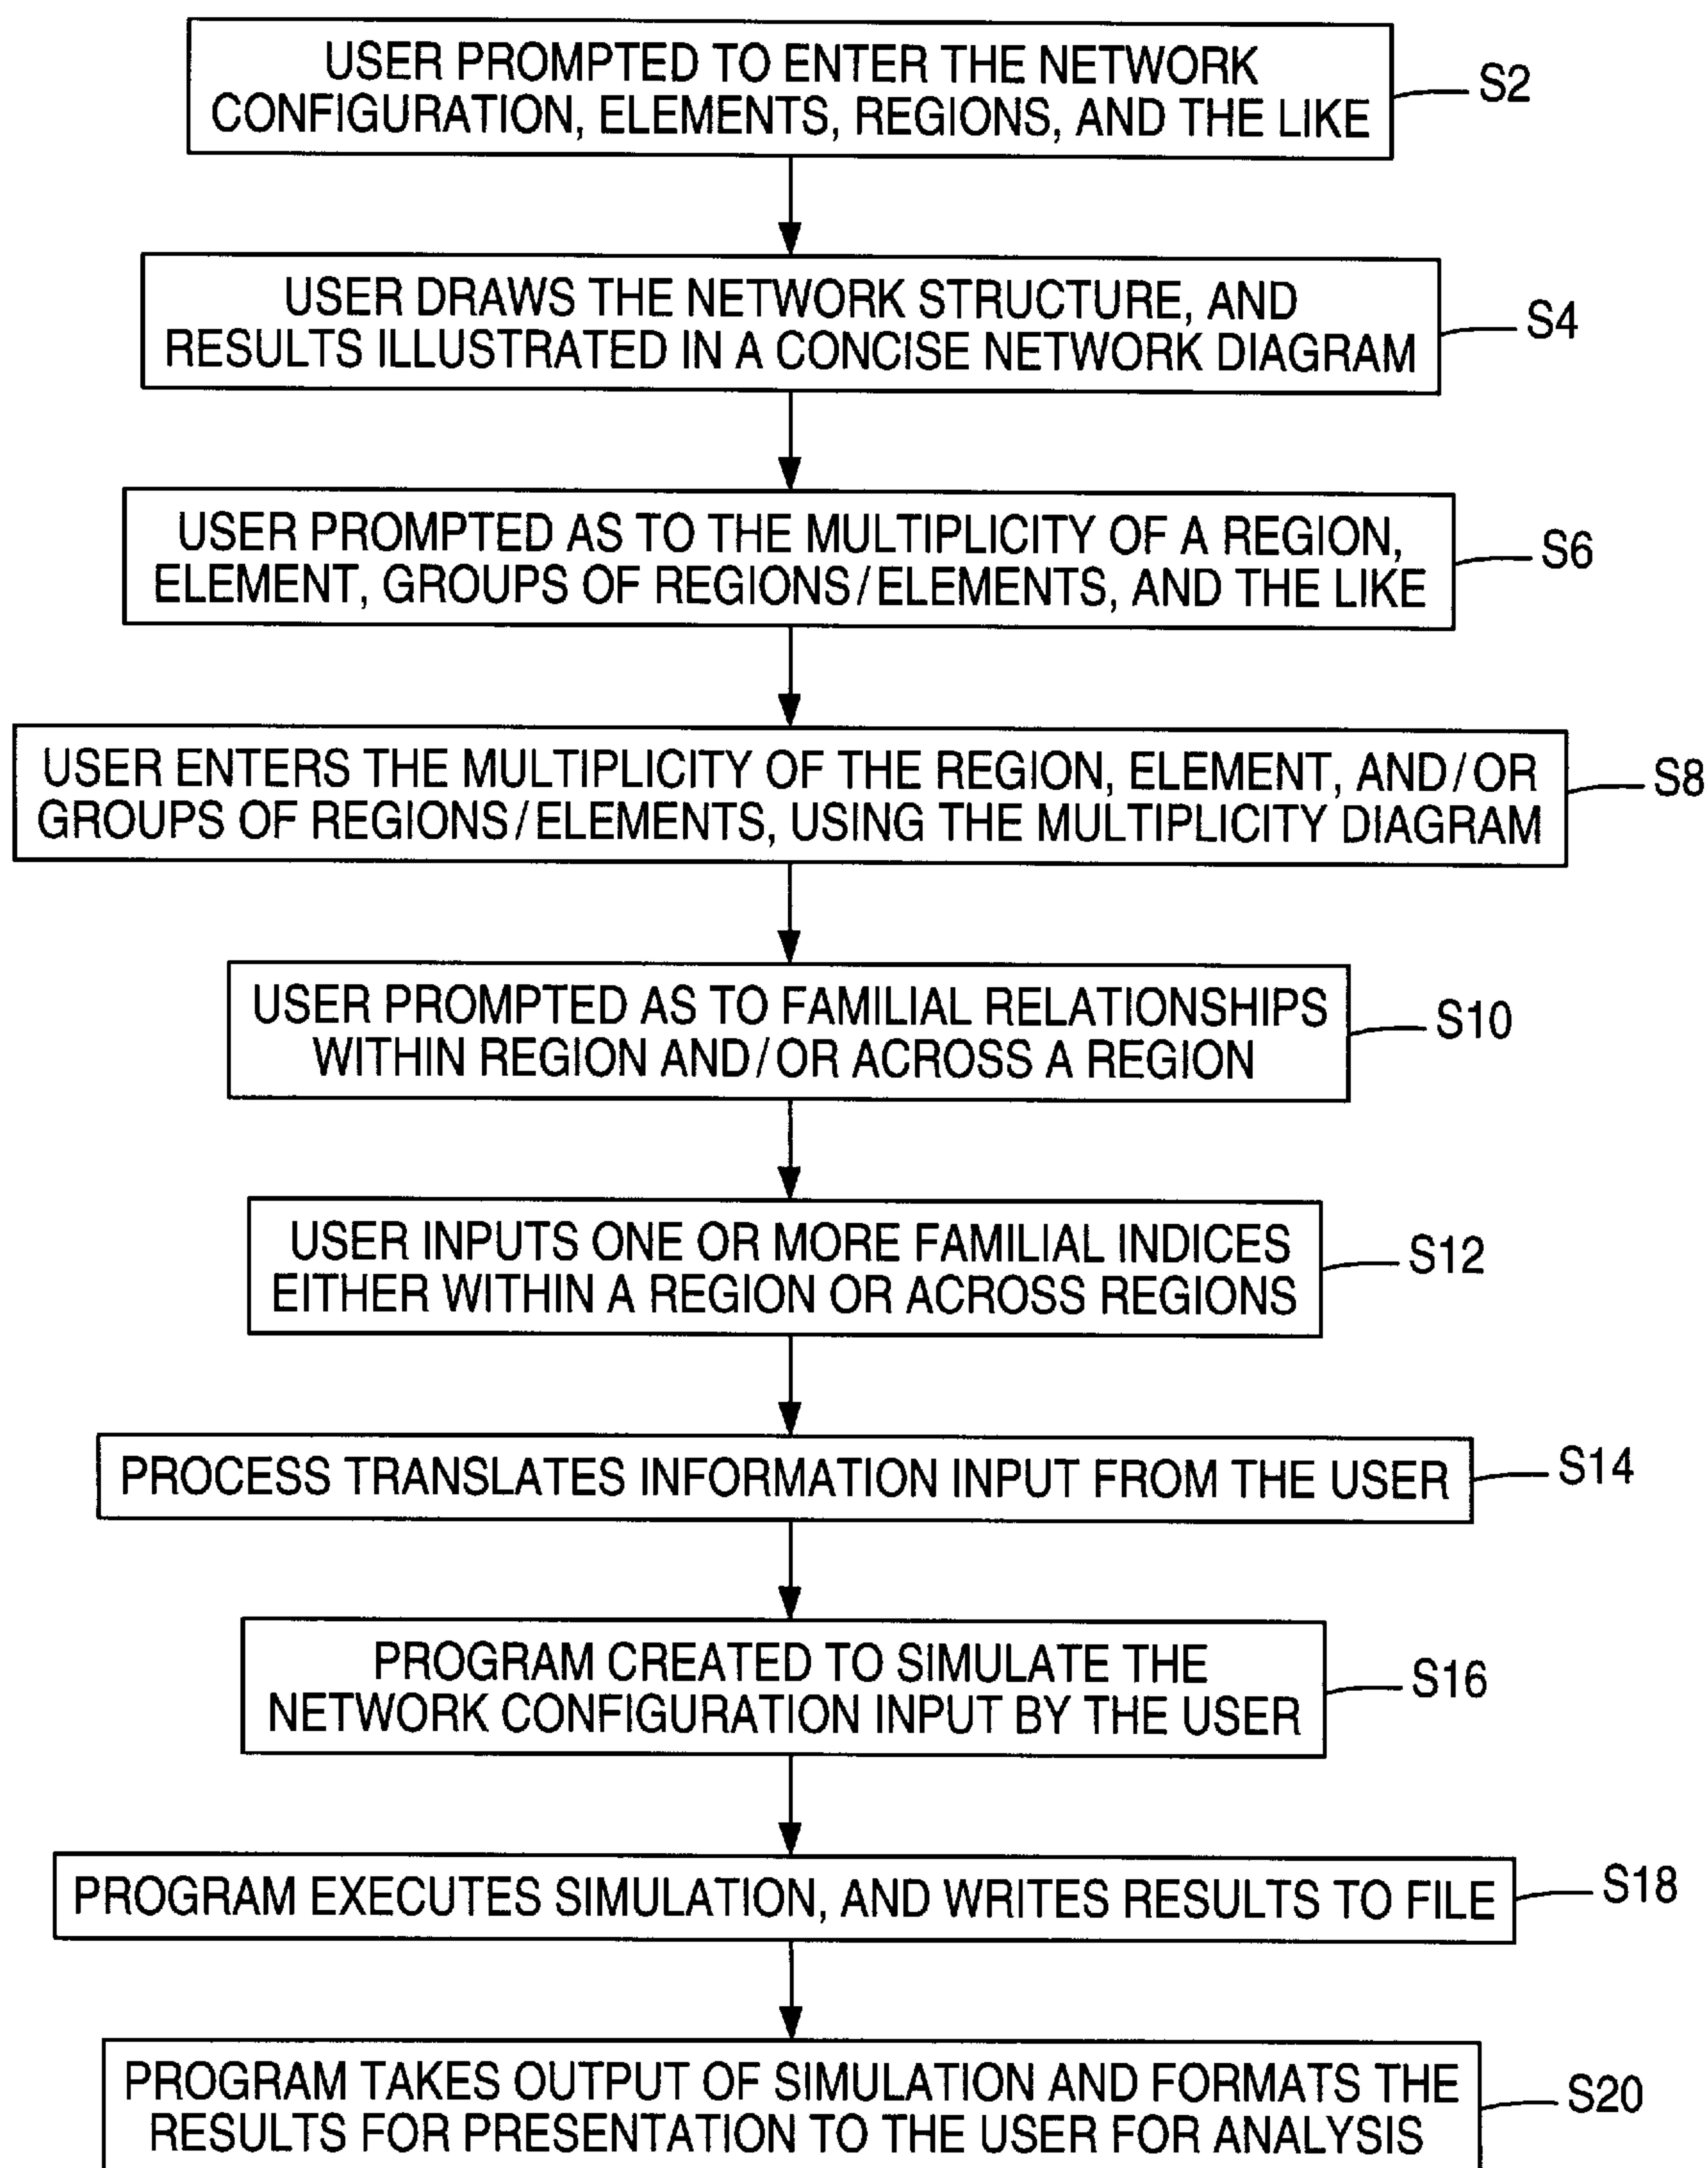 USER PROMPTED TO ENTER THE NETWORK
CONFIGURATION, ELEMENTS, REGIONS, AND THE LIKE
S2
USER DRAWS THE NETWORK STRUCTURE, AND
RESULTS ILLUSTRATED IN A CONCISE NETWORK DIAGRAM
S4
USER PROMPTED AS TO THE MULTIPLICITY OF A REGION,
ELEMENT, GROUPS OF REGIONS/ELEMENTS, AND THE LIKE
S6
USER ENTERS THE MULTIPLICITY OF THE REGION, ELEMENT, AND/OR
GROUPS OF REGIONS/ELEMENTS, USING THE MULTIPLICITY DIAGRAM
S8
USER PROMPTED AS TO FAMILIAL RELATIONSHIPS
WITHIN REGION AND/OR ACROSS A REGION
S10
USER INPUTS ONE OR MORE FAMILIAL INDICES
EITHER WITHIN A REGION OR ACROSS REGIONS
S12
PROCESS TRANSLATES INFORMATION INPUT FROM THE USER
S14
PROGRAM CREATED TO SIMULATE THE
NETWORK CONFIGURATION INPUT BY THE USER
S16
PROGRAM EXECUTES SIMULATION, AND WRITES RESULTS TO FILE
S18
PROGRAM TAKES OUTPUT OF SIMULATION AND FORMATS THE
RESULTS FOR PRESENTATION TO THE USER FOR ANALYSIS
S20